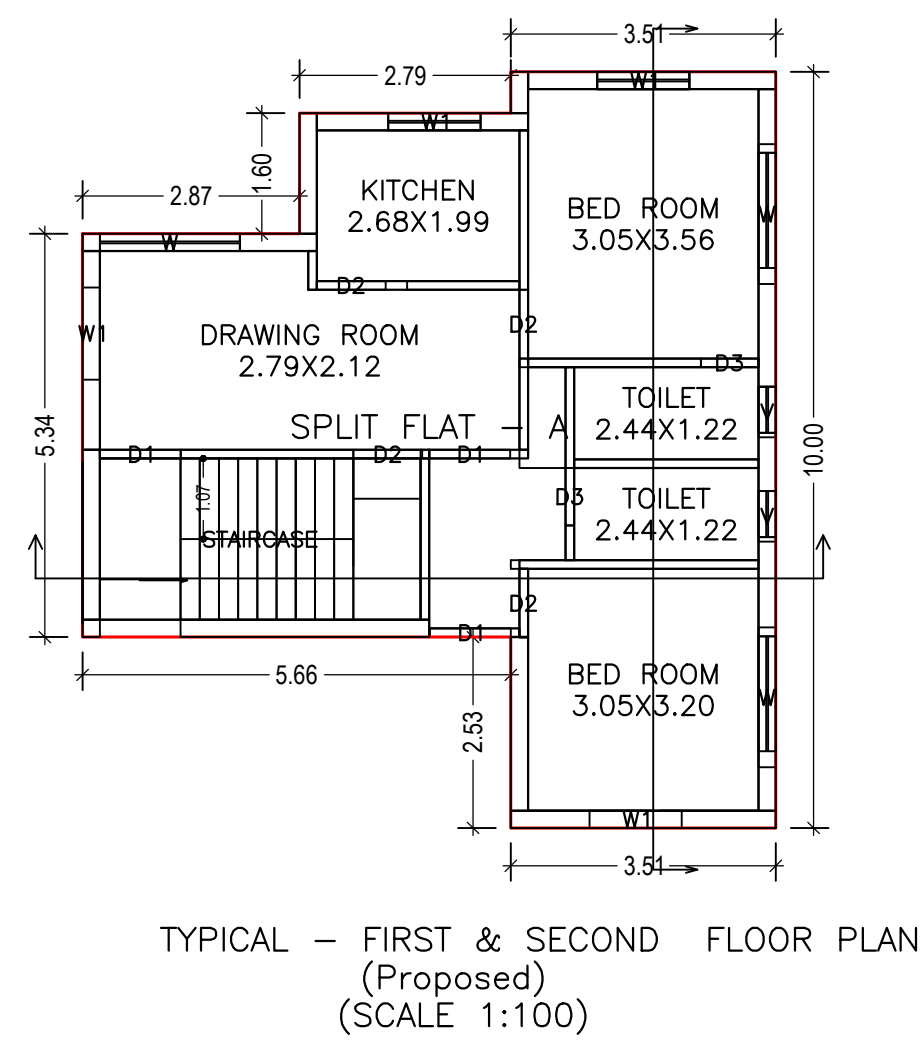 3.51
2.79
W1
W1
1.60
2.87
KITCHEN
2.68X1.99
BED ROOM
3.05X3.56
W
W
D2
W1
DRAWING ROOM
2.79X2.12
D2
D3
TOILET
2.44X1.22
V
SPLIT FLAT - A
5.34
10.00
D1
D2
D1
1.07
D3
TOILET
2.44X1.22
V
STAIRCASE
D2
D1
5.66
BED ROOM
3.05X3.20
W
2.53
W1
3.51
TYPICAL - FIRST & SECOND FLOOR PLAN
(Proposed)
(SCALE 1:100)